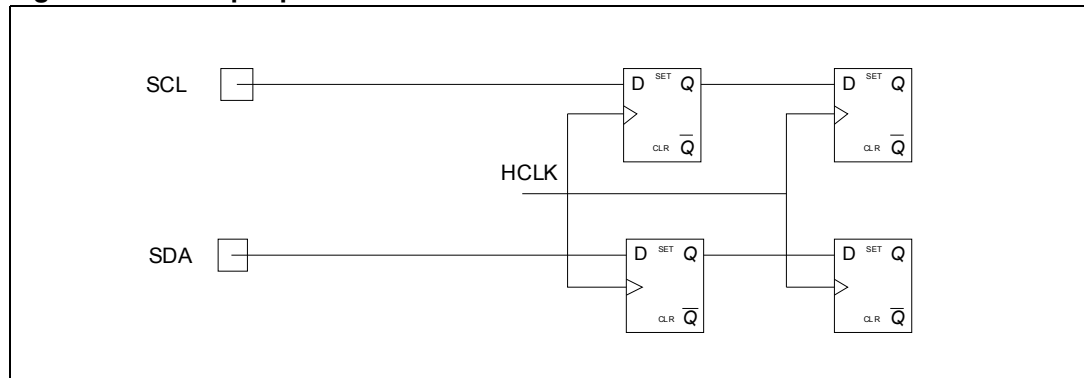 SCL
D SET Q
CLR Q
D SET Q
CLR Q
HCLK
SDA
D SET Q
CLR Q
D SET Q
CLR Q